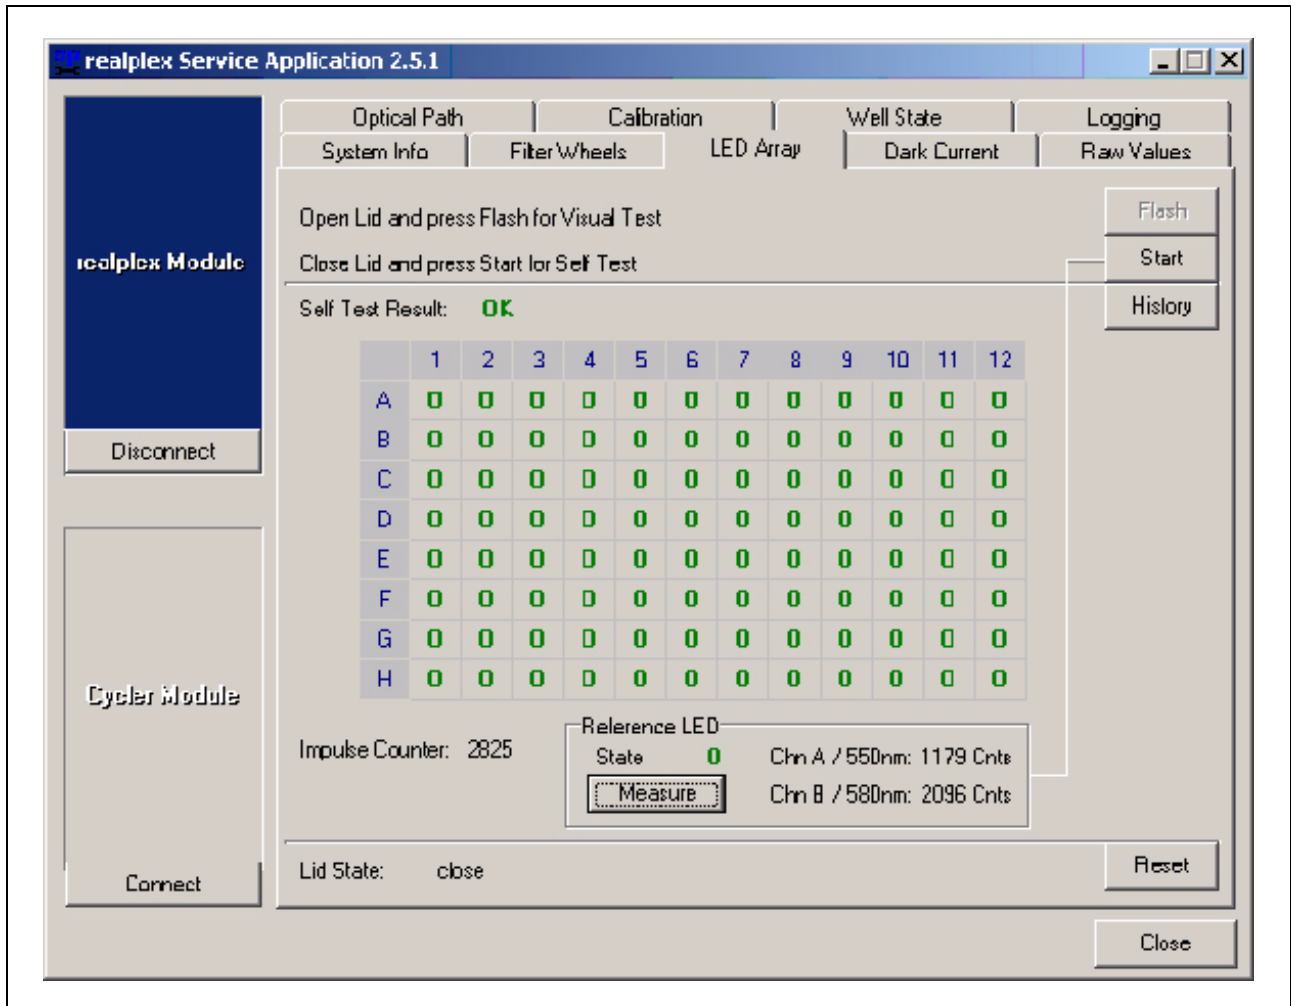 realplex Service Application 2.5.1
Optical Path Calibration Well State Logging
System Info Filter Wheels LED Array Dark Current Raw Values
Open Lid and press Flash for Visual Test Flash
realplex Module
Close Lid and press Start for Self Test Start
Self Test Result: OK History
1 2 3 4 5 6 7 8 9 10 11 12
A 0 0 0 0 0 0 0 0 0 0 0 0
B 0 0 0 0 0 0 0 0 0 0 0 0
Disconnect
C 0 0 0 0 0 0 0 0 0 0 0 0
D 0 0 0 0 0 0 0 0 0 0 0 0
E 0 0 0 0 0 0 0 0 0 0 0 0
F 0 0 0 0 0 0 0 0 0 0 0 0
G 0 0 0 0 0 0 0 0 0 0 0 0
H 0 0 0 0 0 0 0 0 0 0 0 0
Cycler Module
Reference LED
Impulse Counter: 2825 State 0 Chn A / 550nm: 1179 Cnts
Measure Chn B / 580nm: 2096 Cnts
Lid State: close Reset
Connect
Close